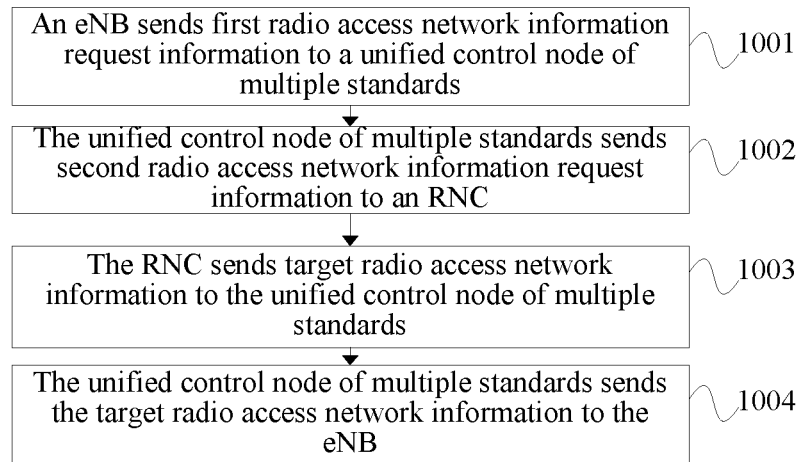 An eNB sends first radio access network information
request information to a unified control node of
multiple standards
1001
The unified control node of multiple standards sends
second radio access network information request
information to an RNC
1002
The RNC sends target radio access network
information to the unified control node of multiple
standards
1003
The unified control node of multiple standards sends
the target radio access network information to the
eNB
1004